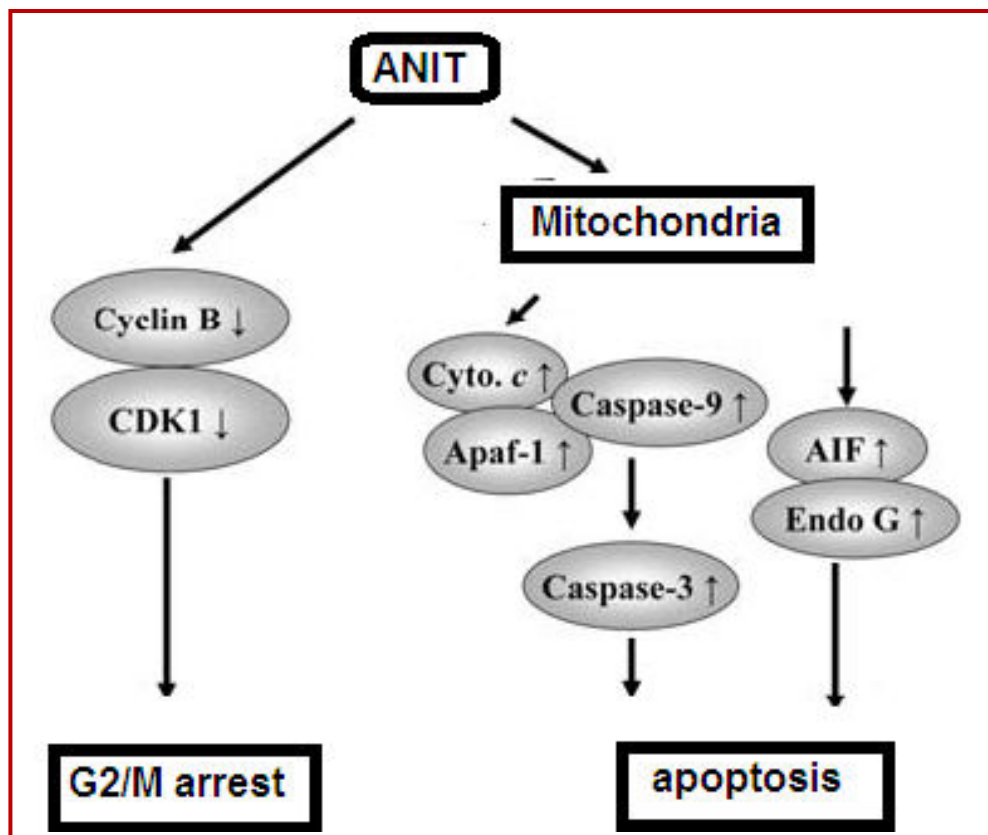 ANIT
Mitochondria
Cyclin B ↓
CDK1 ↓
Cyto. c ↑
Caspase-9 ↑
Apaf-1 ↑
AIF ↑
Endo G ↑
Caspase-3 ↑
G2/M arrest
apoptosis